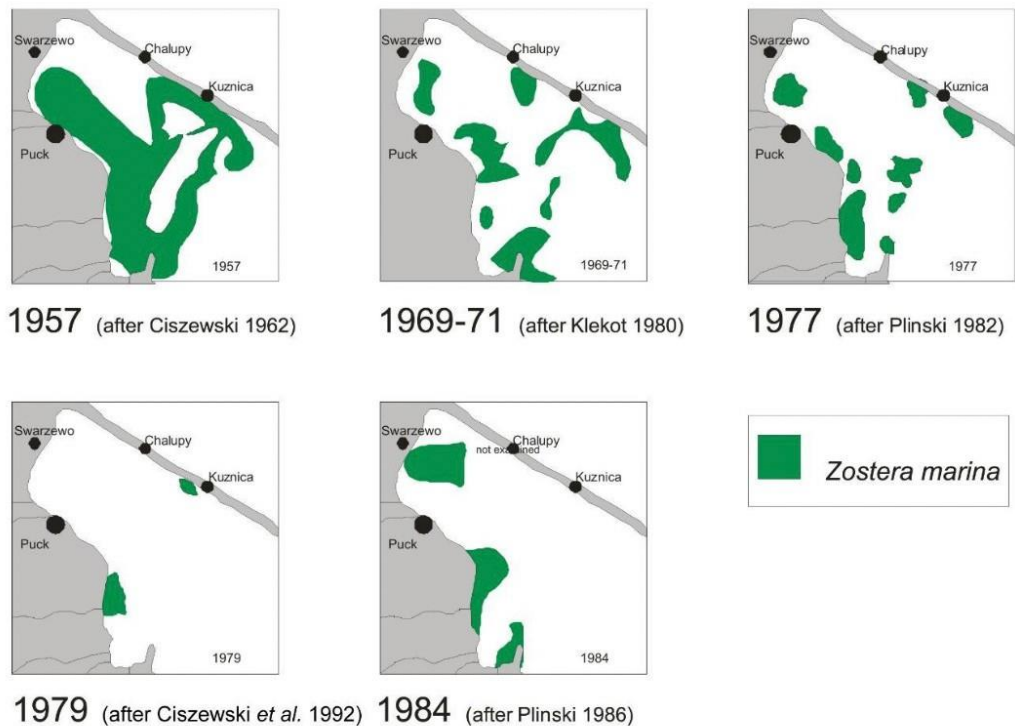 Swarzewo
Chalupy
Kuznica
Puck
1957
1957 (after Ciszewski 1962)
Swarzewo
Chalupy
Kuznica
Puck
1969-71
1969-71 (after Klekot 1980)
Swarzewo
Chalupy
Kuznica
Puck
1977
1977 (after Plinski 1982)
Swarzewo
Chalupy
Kuznica
Puck
1979
1979 (after Ciszewski et al. 1992)
Swarzewo
Chalupy
not examined
Kuznica
Puck
1984
1984 (after Plinski 1986)
Zostera marina